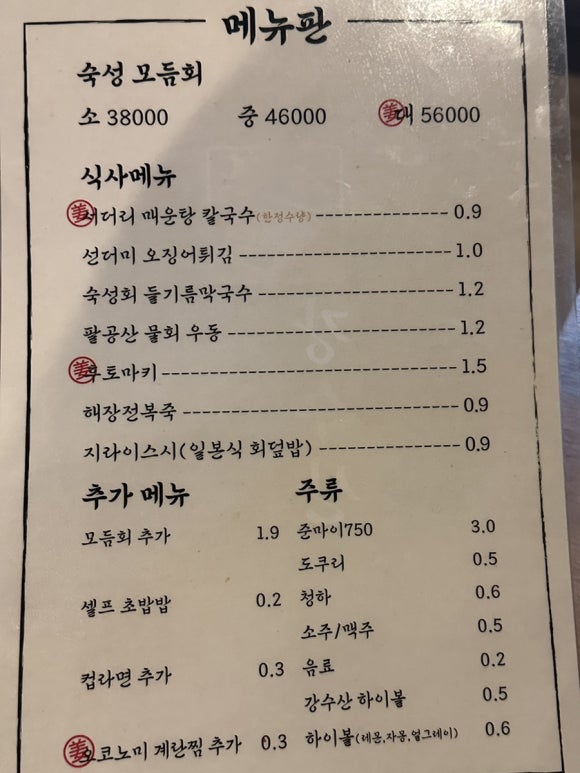 메뉴판
숙성 모듬회
소 38000 중 46000 姜 대 56000
식사메뉴
姜 서더리 매운탕 칼국수(한정수량) 0.9
선더미 오징어튀김 1.0
숙성회 들기름막국수 1.2
팔공산 물회 우동 1.2
姜 후토마키 1.5
해장전복죽 0.9
지라이스시(일본식 회덮밥) 0.9
추가 메뉴
모듬회 추가 1.9
셀프 초밥밥 0.2
컵라면 추가 0.3
姜 오코노미 계란찜 추가 0.3
주류
준마이750 3.0
도쿠리 0.5
청하 0.6
소주/맥주 0.5
음료 0.2
강수산 하이볼 0.5
하이볼(레몬,자몽,얼그레이) 0.6